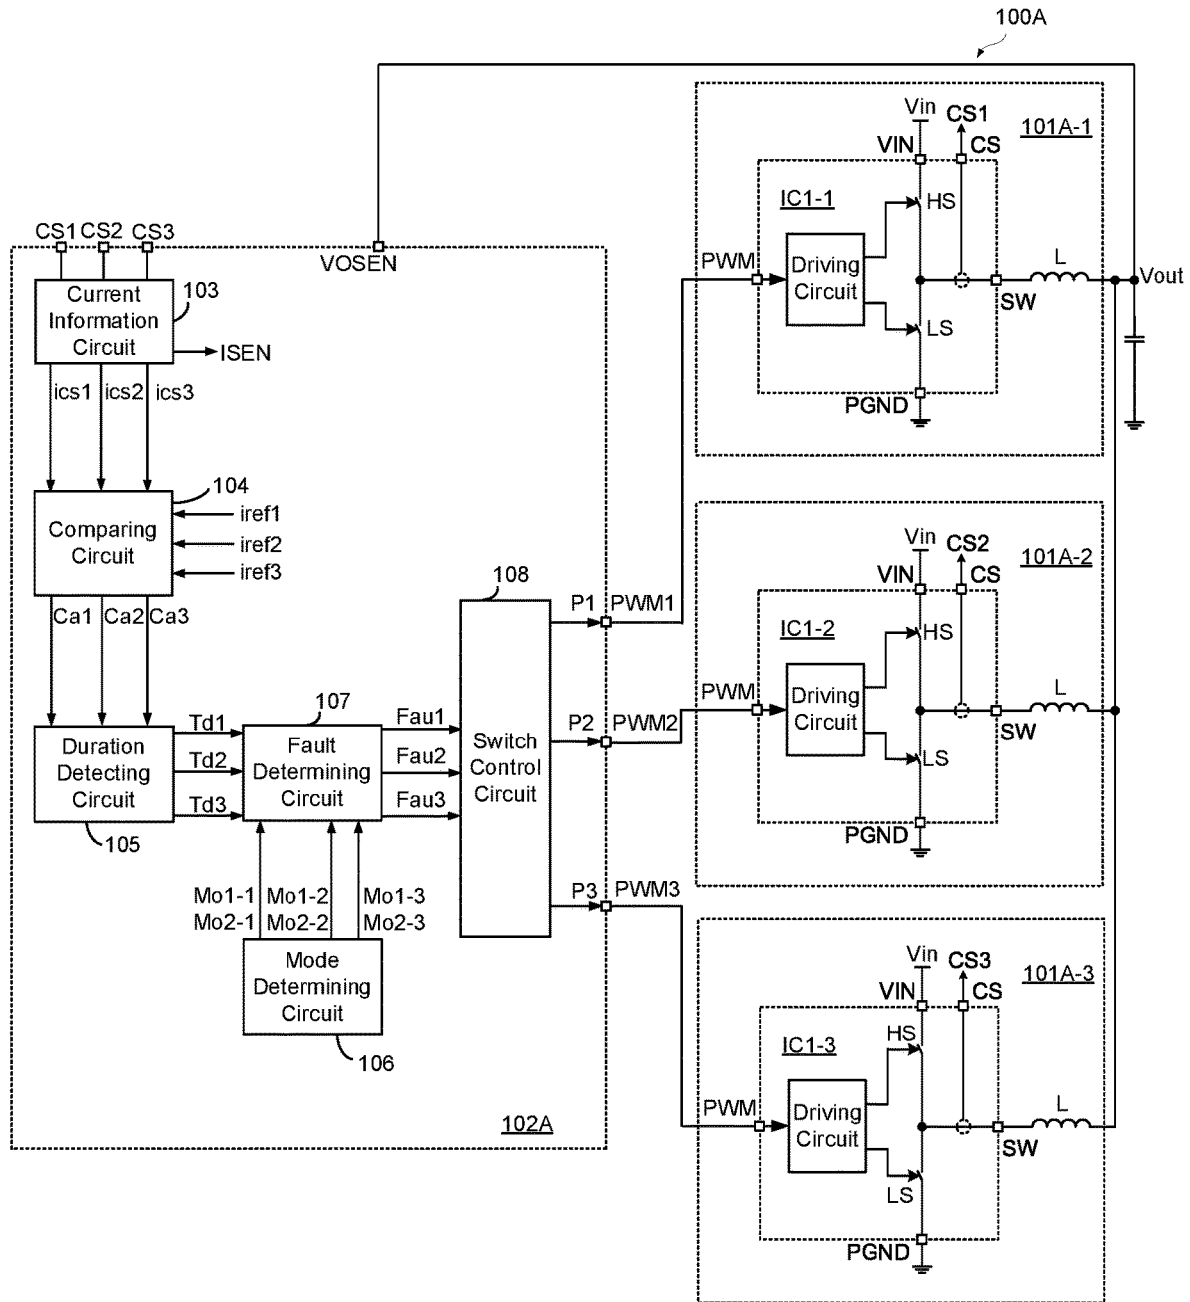 100A
CS1
CS2
CS3
VOSEN
Current
Information
Circuit
103
ISEN
ics1
ics2
ics3
104
Comparing
Circuit
iref1
iref2
iref3
Ca1
Ca2
Ca3
Duration
Detecting
Circuit
105
Td1
Td2
Td3
107
Fault
Determining
Circuit
Fau1
Fau2
Fau3
Mo1-1
Mo2-1
Mo1-2
Mo2-2
Mo1-3
Mo2-3
Mode
Determining
Circuit
106
108
Switch
Control
Circuit
P1
PWM1
P2
PWM2
P3
PWM3
102A
101A-1
Vin
CS1
VIN
CS
IC1-1
HS
PWM
Driving
Circuit
LS
SW
L
Vout
PGND
101A-2
Vin
CS2
VIN
CS
IC1-2
HS
PWM
Driving
Circuit
LS
SW
L
PGND
101A-3
Vin
CS3
VIN
CS
IC1-3
HS
PWM
Driving
Circuit
LS
SW
L
PGND